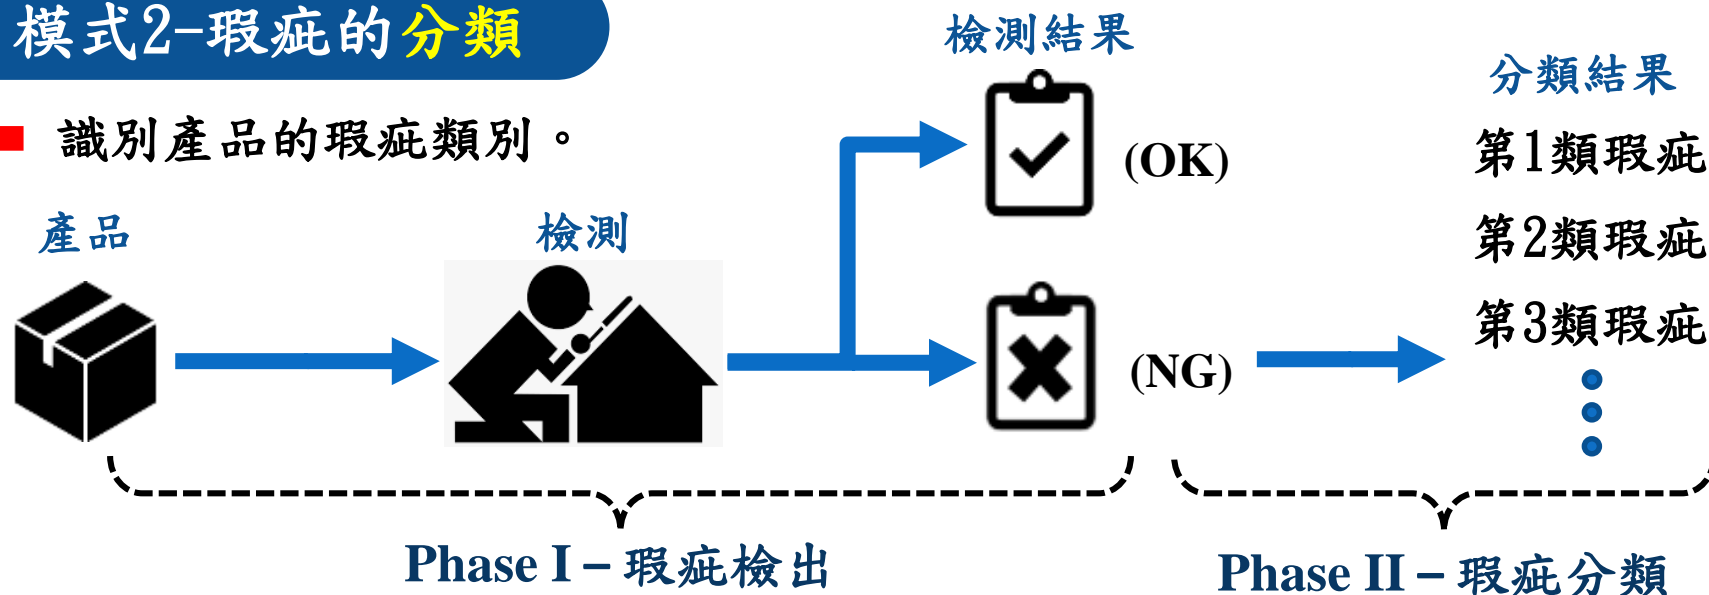 模式2-瑕疵的分類
識別產品的瑕疵類別。
產品
檢測
檢測結果
(OK)
(NG)
分類結果
第1類瑕疵
第2類瑕疵
第3類瑕疵
Phase I – 瑕疵檢出
Phase II – 瑕疵分類